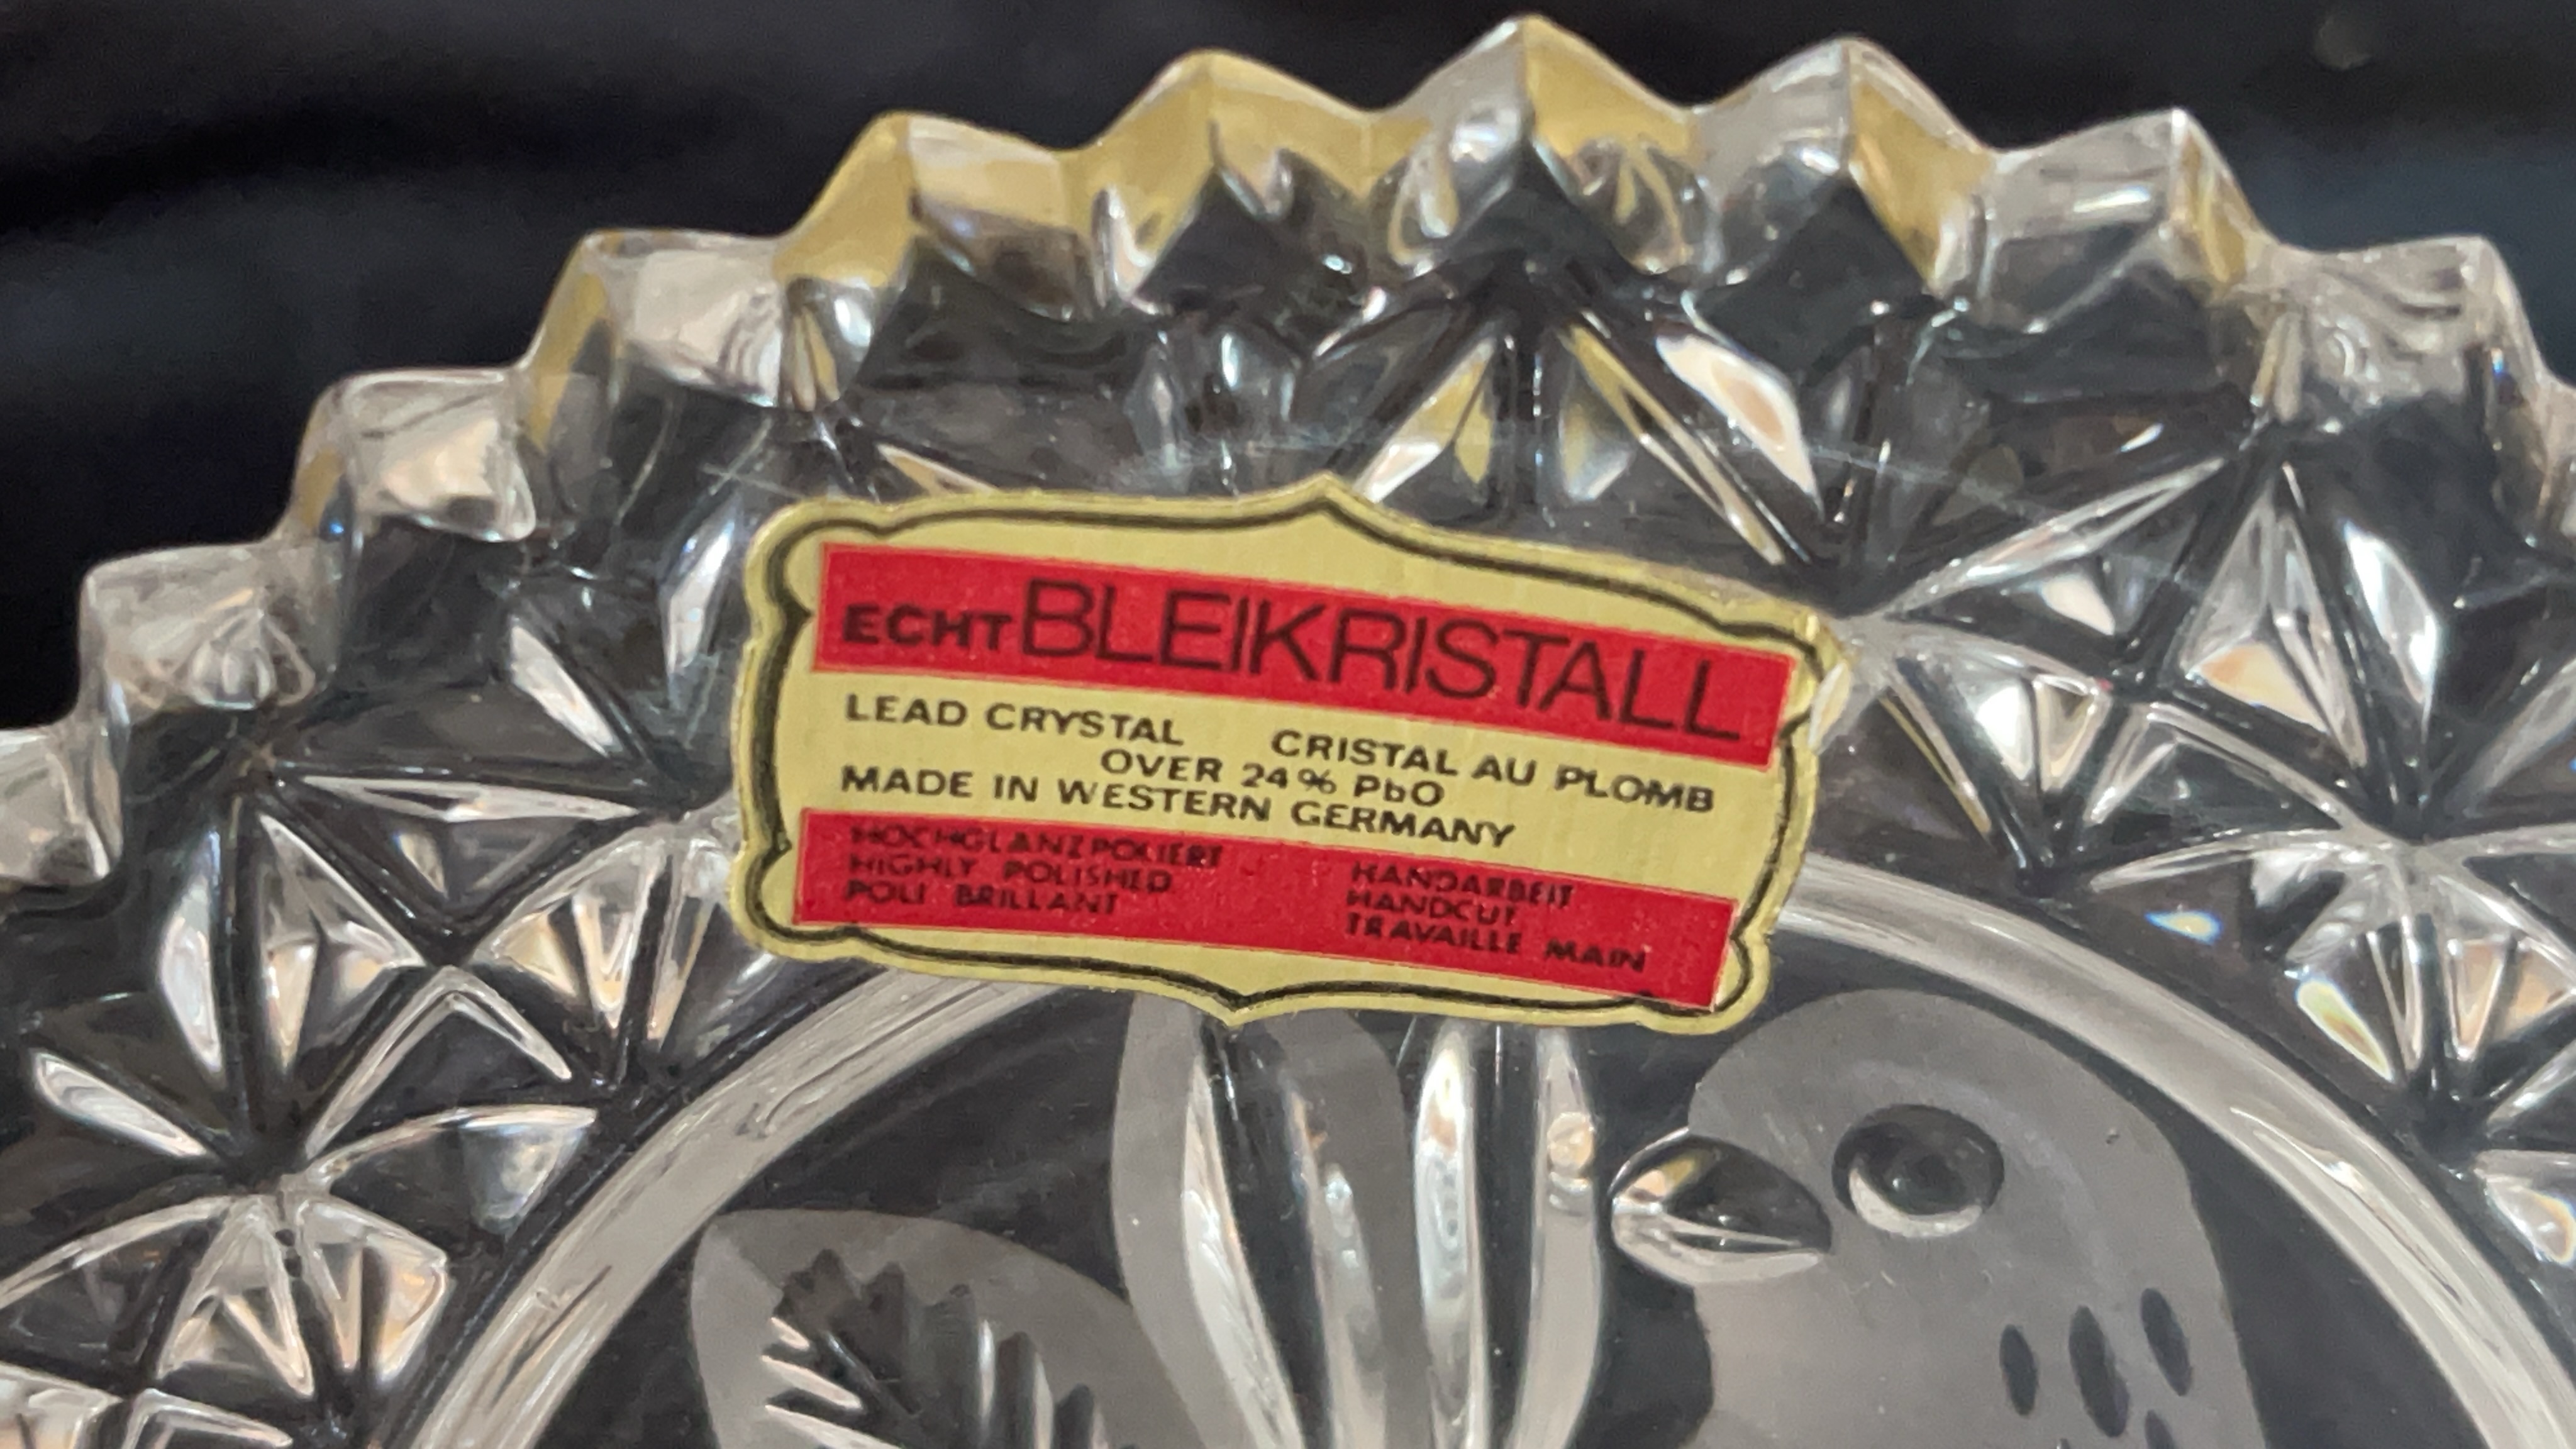 ECHT BLEIKRISTALL
LEAD CRYSTAL CRISTAL AU PLOMB
OVER 24% PbO
MADE IN WESTERN GERMANY
HOCHGLANZPOLIERT HANDARBEIT
HIGHLY POLISHED HANDCUT
POLI BRILLANT TRAVAILLE MAIN